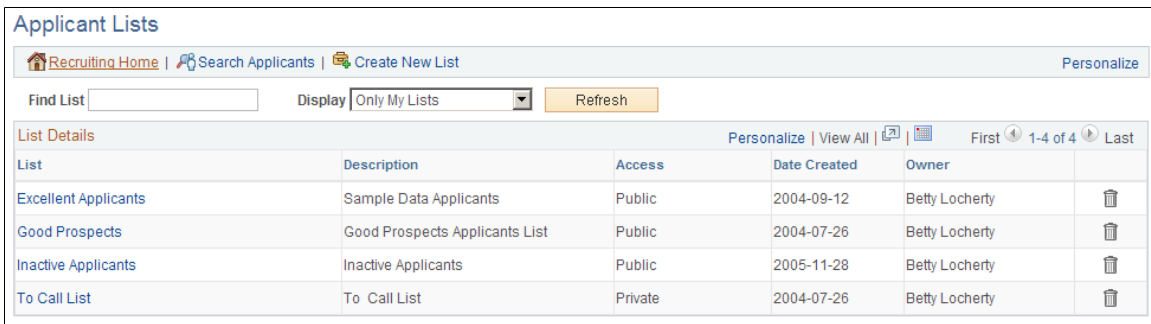 Applicant Lists
Recruiting Home | Search Applicants | Create New List Personalize
Find List Display Only My Lists Refresh
List Details Personalize | View All | | First 1-4 of 4 Last
List Description Access Date Created Owner
Excellent Applicants Sample Data Applicants Public 2004-09-12 Betty Locherty
Good Prospects Good Prospects Applicants List Public 2004-07-26 Betty Locherty
Inactive Applicants Inactive Applicants Public 2005-11-28 Betty Locherty
To Call List To Call List Private 2004-07-26 Betty Locherty